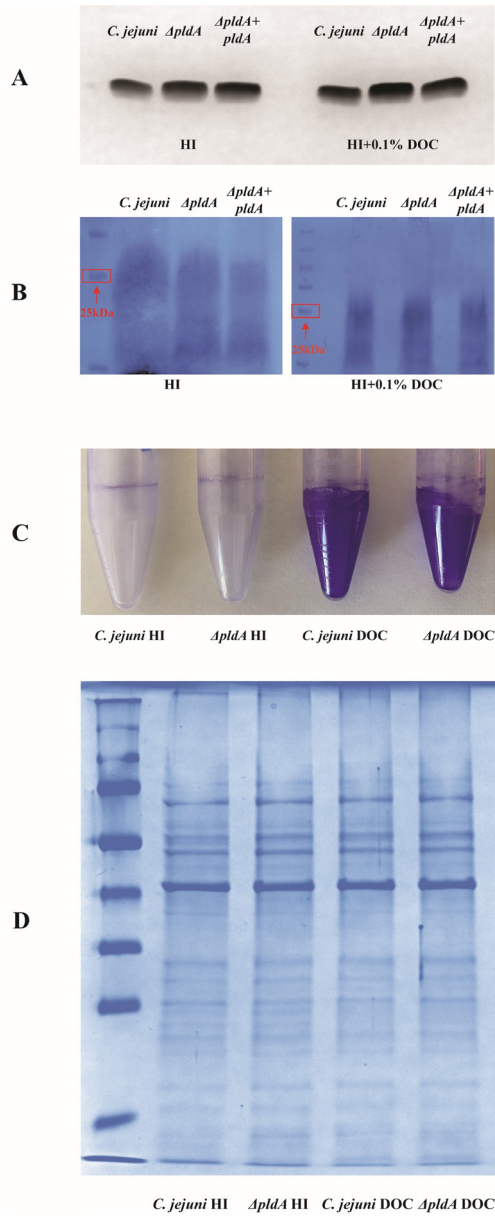 C. jejuni ΔpldA ΔpldA+ pldA C. jejuni ΔpldA ΔpldA+ pldA
A
HI HI+0.1% DOC
C. jejuni ΔpldA ΔpldA+ pldA C. jejuni ΔpldA ΔpldA+ pldA
B
25kDa 25kDa
HI HI+0.1% DOC
C
C. jejuni HI ΔpldA HI C. jejuni DOC ΔpldA DOC
D
C. jejuni HI ΔpldA HI C. jejuni DOC ΔpldA DOC